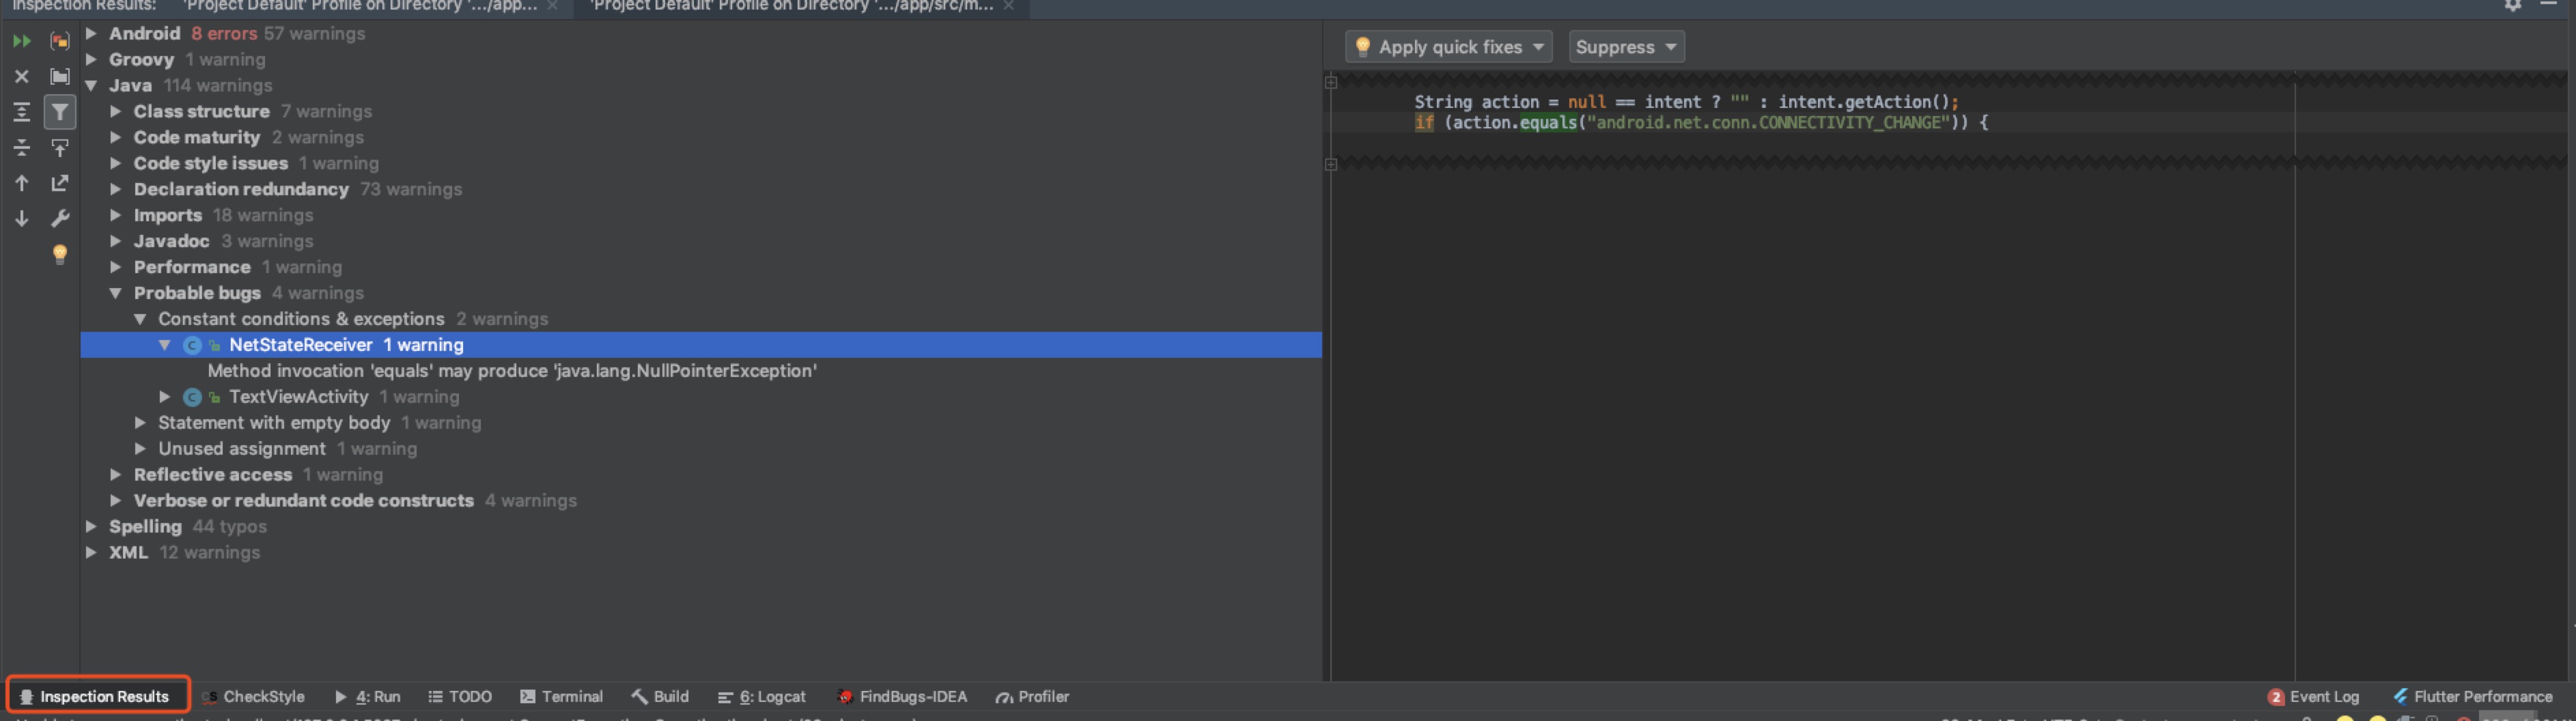 Inspection Results: 'Project Default' Profile on Directory '.../app... 'Project Default' Profile on Directory '.../app/src/m...
Android 8 errors 57 warnings
Groovy 1 warning
Java 114 warnings
Class structure 7 warnings
Code maturity 2 warnings
Code style issues 1 warning
Declaration redundancy 73 warnings
Imports 18 warnings
Javadoc 3 warnings
Performance 1 warning
Probable bugs 4 warnings
Constant conditions & exceptions 2 warnings
NetStateReceiver 1 warning
Method invocation 'equals' may produce 'java.lang.NullPointerException'
TextViewActivity 1 warning
Statement with empty body 1 warning
Unused assignment 1 warning
Reflective access 1 warning
Verbose or redundant code constructs 4 warnings
Spelling 44 typos
XML 12 warnings
Apply quick fixes Suppress
String action = null == intent ? "" : intent.getAction();
if (action.equals("android.net.conn.CONNECTIVITY_CHANGE")) {
Inspection Results CheckStyle 4: Run TODO Terminal Build 6: Logcat FindBugs-IDEA Profiler 2 Event Log Flutter Performance